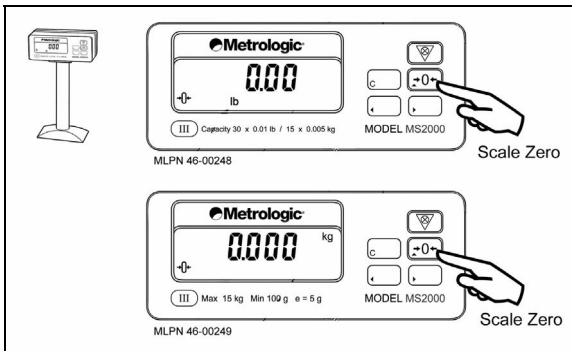 Metrologic
0.00
→0←
lb
C
→0←
III Capacity 30 x 0.01 lb / 15 x 0.005 kg
MODEL MS2000
Scale Zero
MLPN 46-00248
Metrologic
0.000
kg
→0←
C
→0←
III Max 15 kg Min 100 g e = 5 g
MODEL MS2000
Scale Zero
MLPN 46-00249